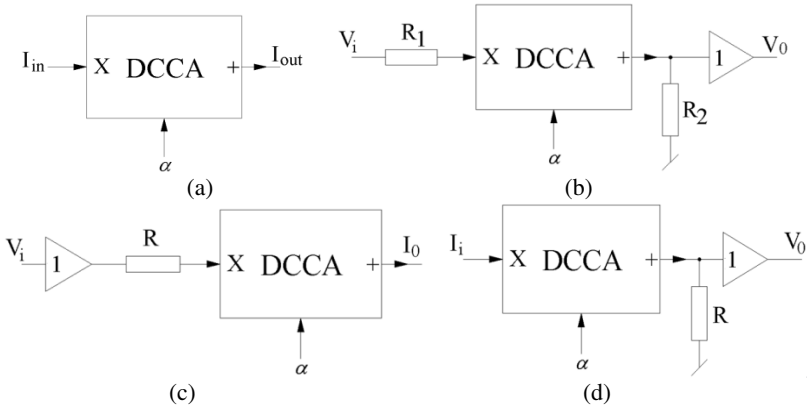 I_in X DCCA + I_out
α
(a)
V_i R_1 X DCCA + 1 V_0
R_2
α
(b)
V_i 1 R X DCCA + I_0
α
(c)
I_i X DCCA + 1 V_0
R
α
(d)